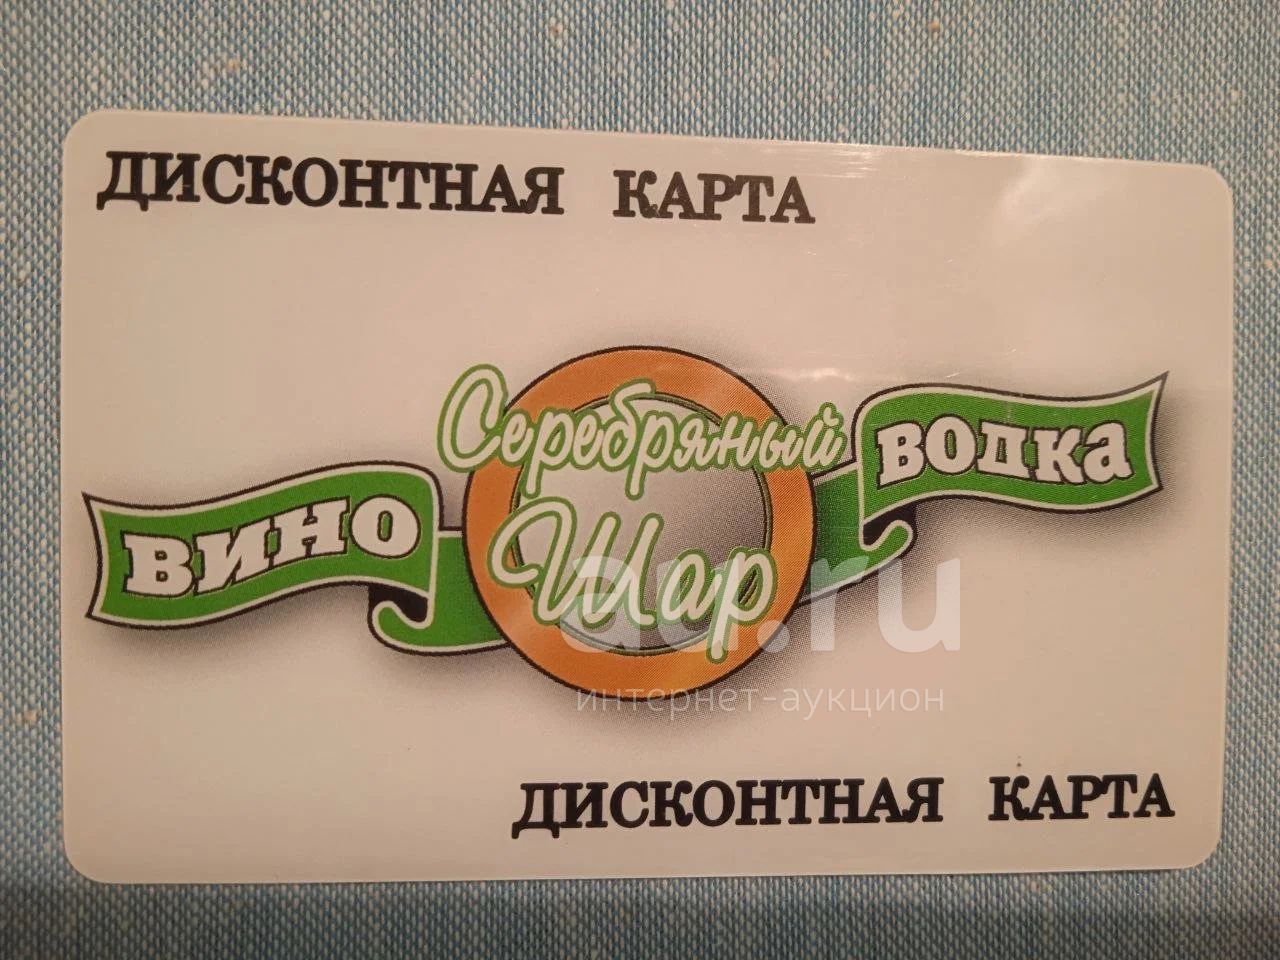 ДИСКОНТНАЯ КАРТА
Серебряный
Шар
вино
водка
au.ru
интернет-аукцион
ДИСКОНТНАЯ КАРТА